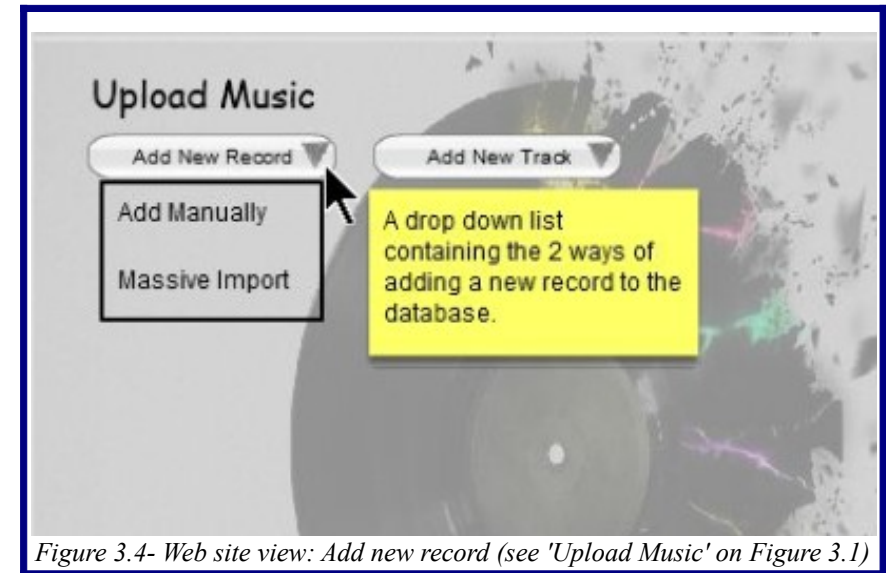 Upload Music
Add New Record
Add New Track
Add Manually
Massive Import
A drop down list
containing the 2 ways of
adding a new record to the
database.
Figure 3.4- Web site view: Add new record (see 'Upload Music' on Figure 3.1)